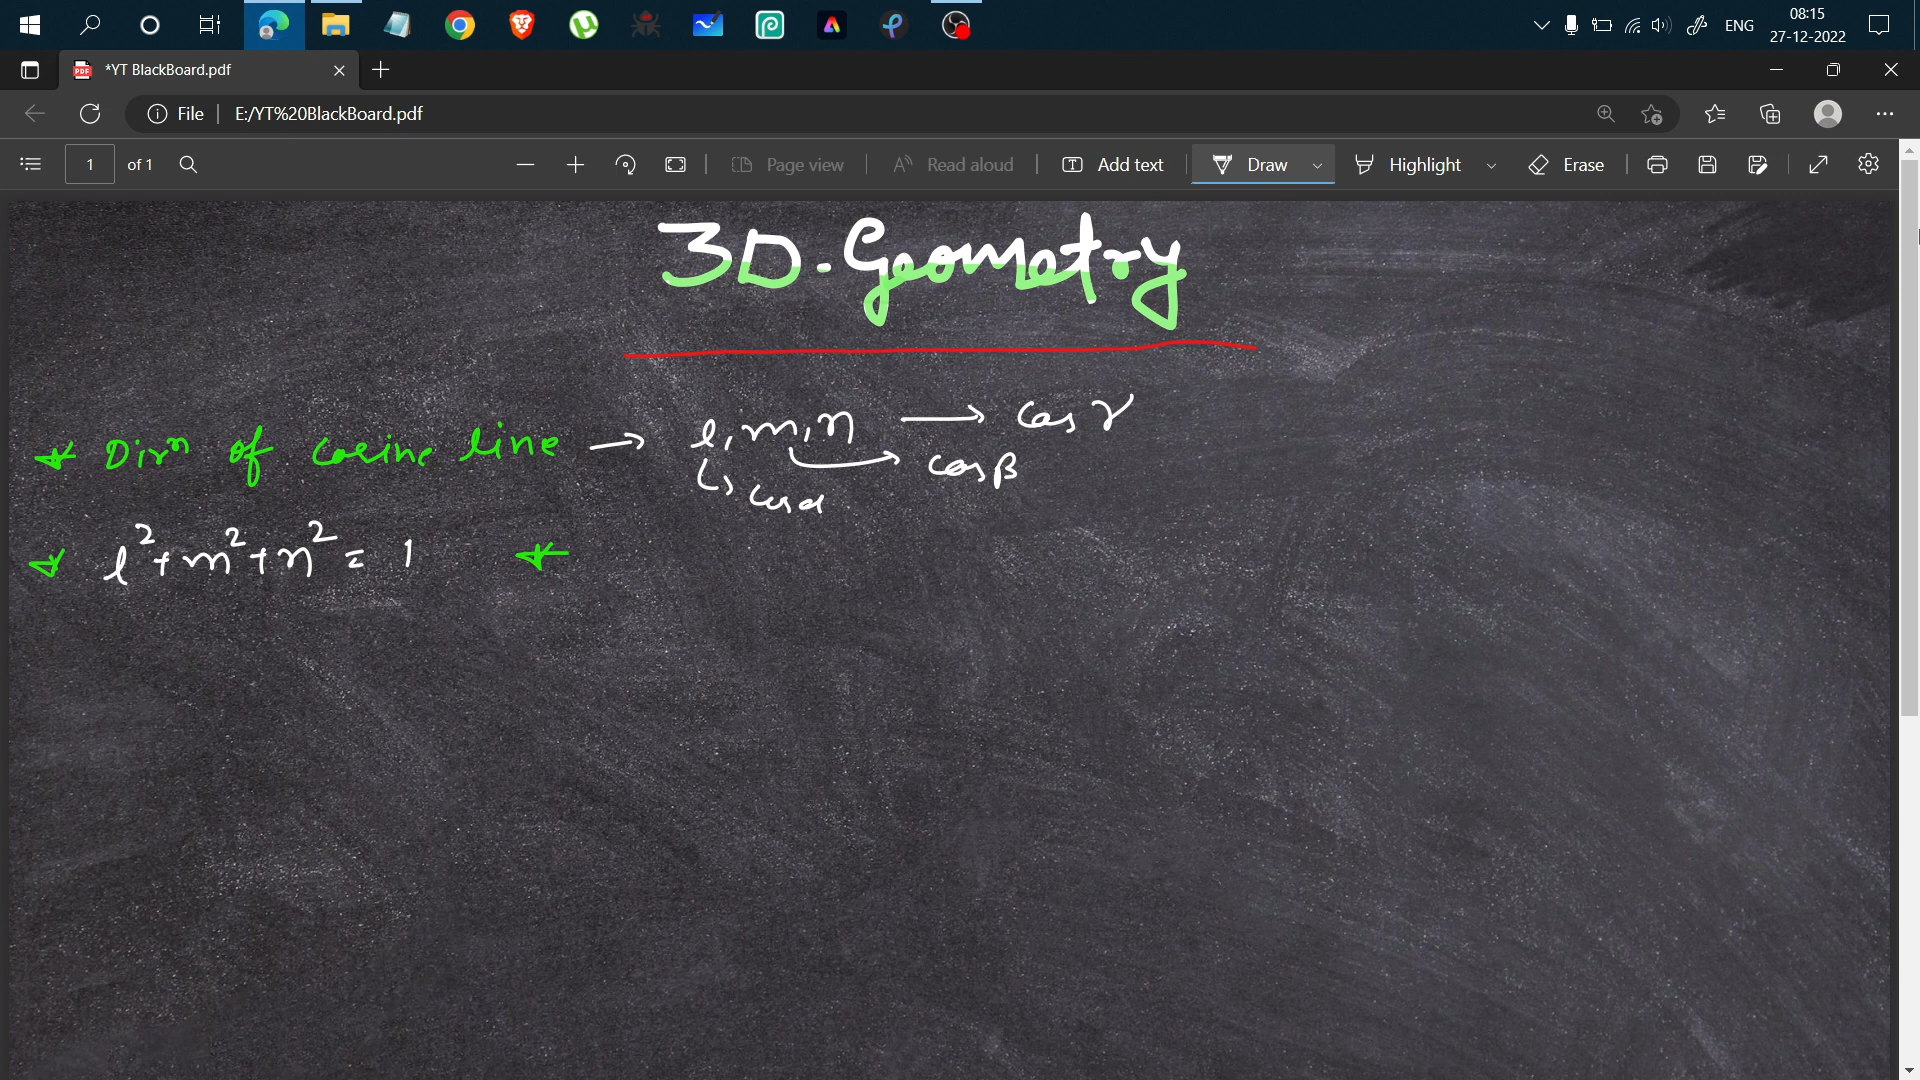 08:15
ENG
27-12-2022
*YT BlackBoard.pdf
File E:/YT%20BlackBoard.pdf
1 of 1 Page view Read aloud Add text Draw Highlight Erase
3D-Geometry
Dirⁿ of cosine line → l, m, n → cos γ
cos β
cos α
l² + m² + n² = 1